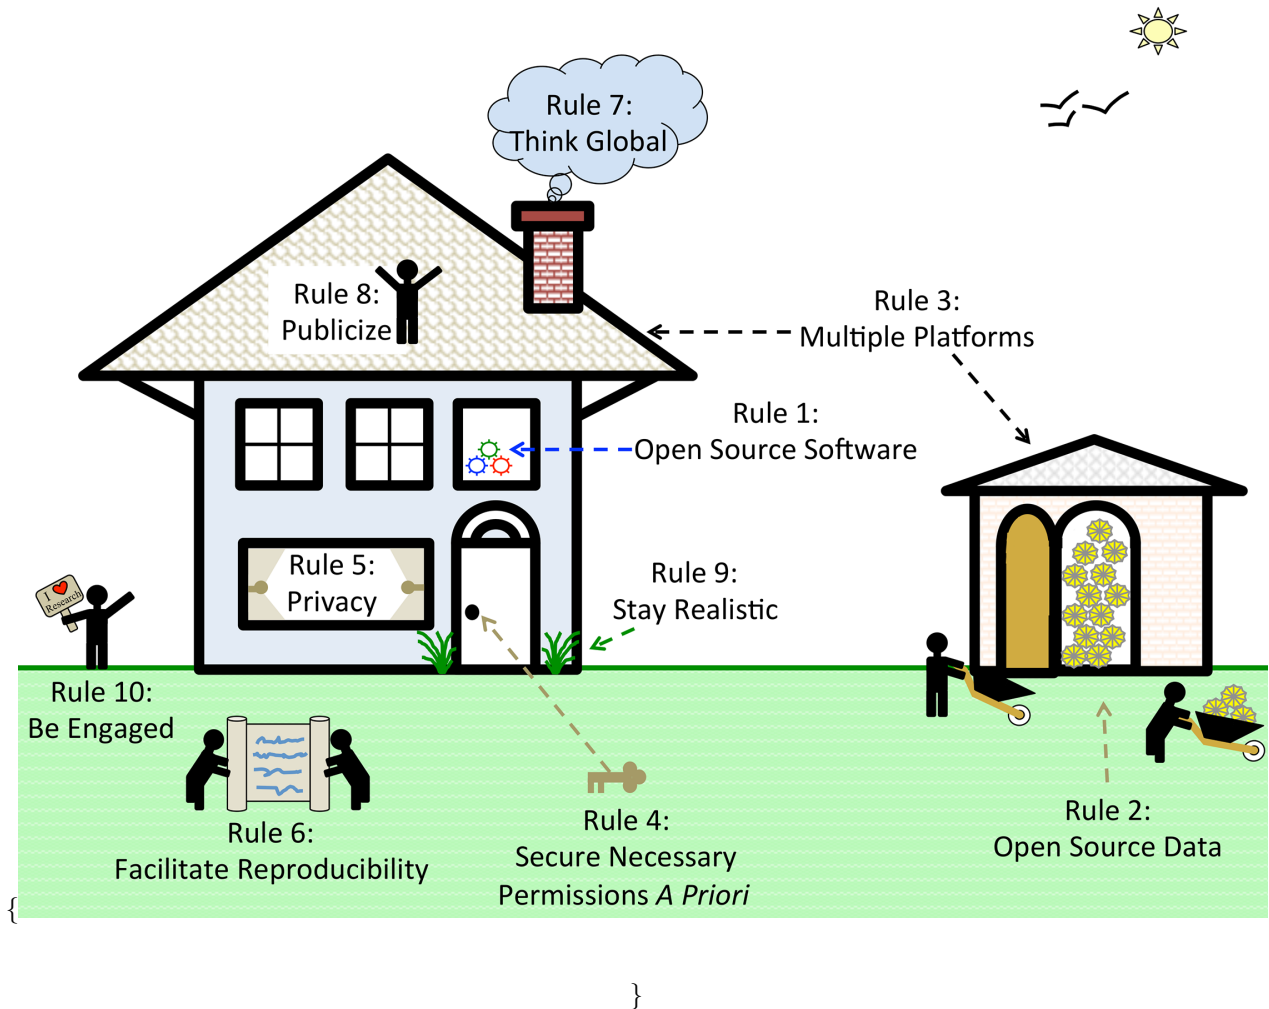 Rule 7:
Think Global
Rule 8:
Publicize
Rule 3:
Multiple Platforms
Rule 1:
Open Source Software
Rule 5:
Privacy
Rule 9:
Stay Realistic
I
Research
Rule 10:
Be Engaged
Rule 6:
Facilitate Reproducibility
Rule 4:
Secure Necessary
Permissions A Priori
Rule 2:
Open Source Data
{
}